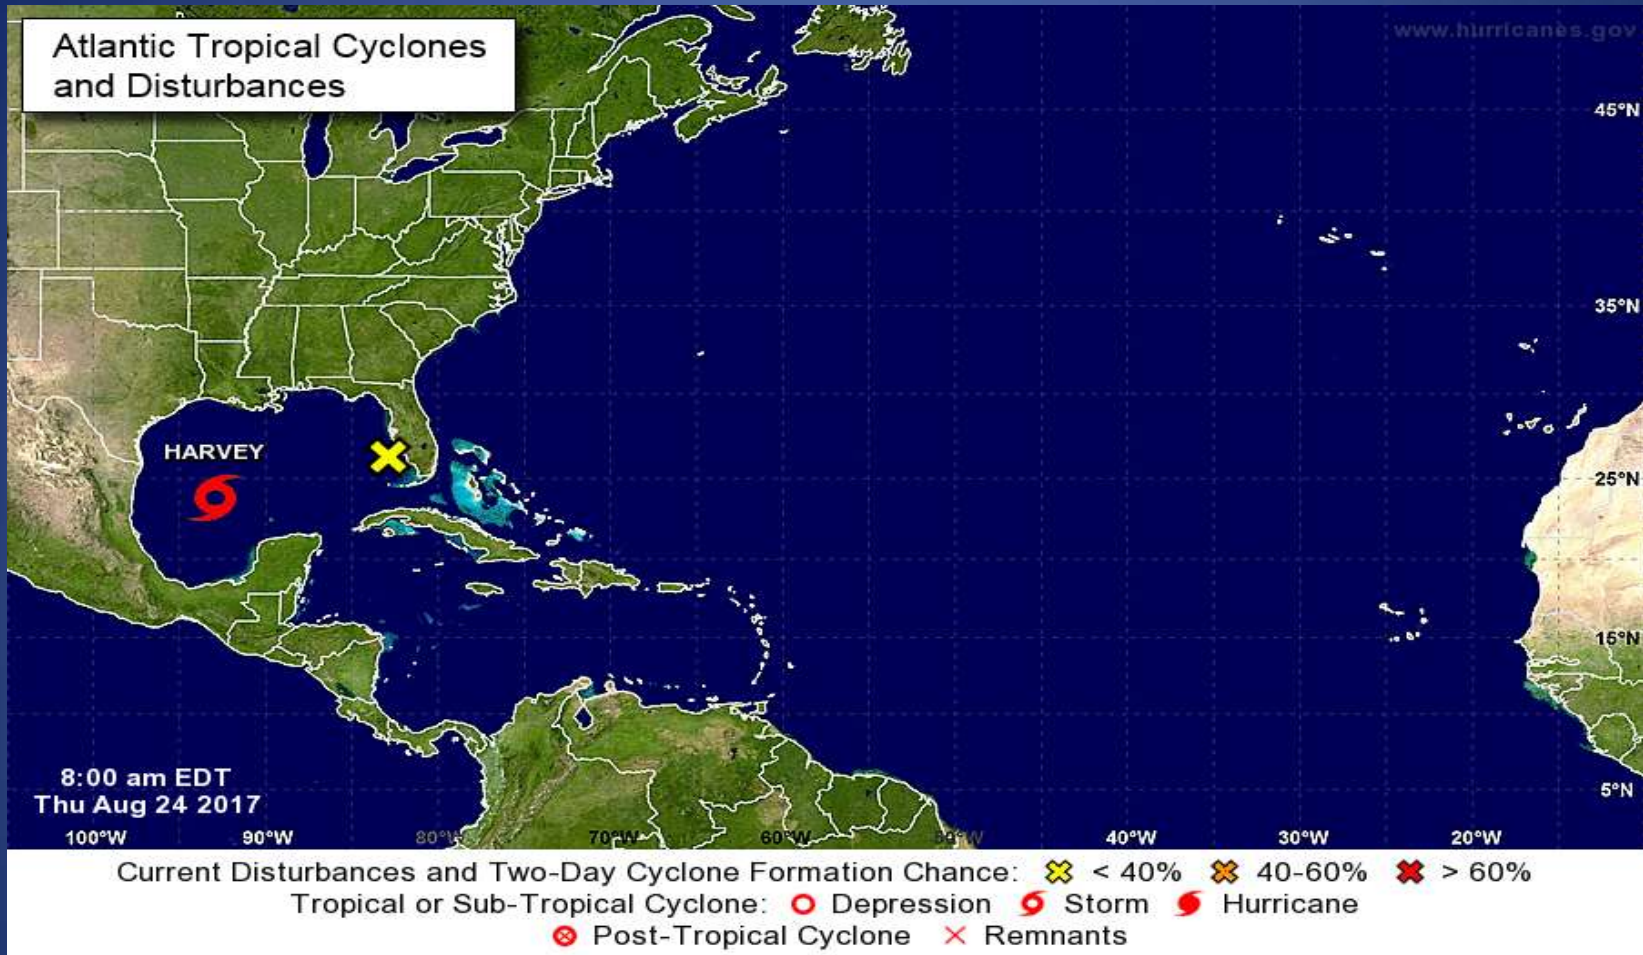 Atlantic Tropical Cyclones
and Disturbances
www.hurricanes.gov
45°N
35°N
HARVEY
25°N
15°N
8:00 am EDT
Thu Aug 24 2017
5°N
100°W 90°W 80°W 70°W 60°W 50°W 40°W 30°W 20°W
Current Disturbances and Two-Day Cyclone Formation Chance: < 40% 40-60% > 60%
Tropical or Sub-Tropical Cyclone: Depression Storm Hurricane
Post-Tropical Cyclone Remnants